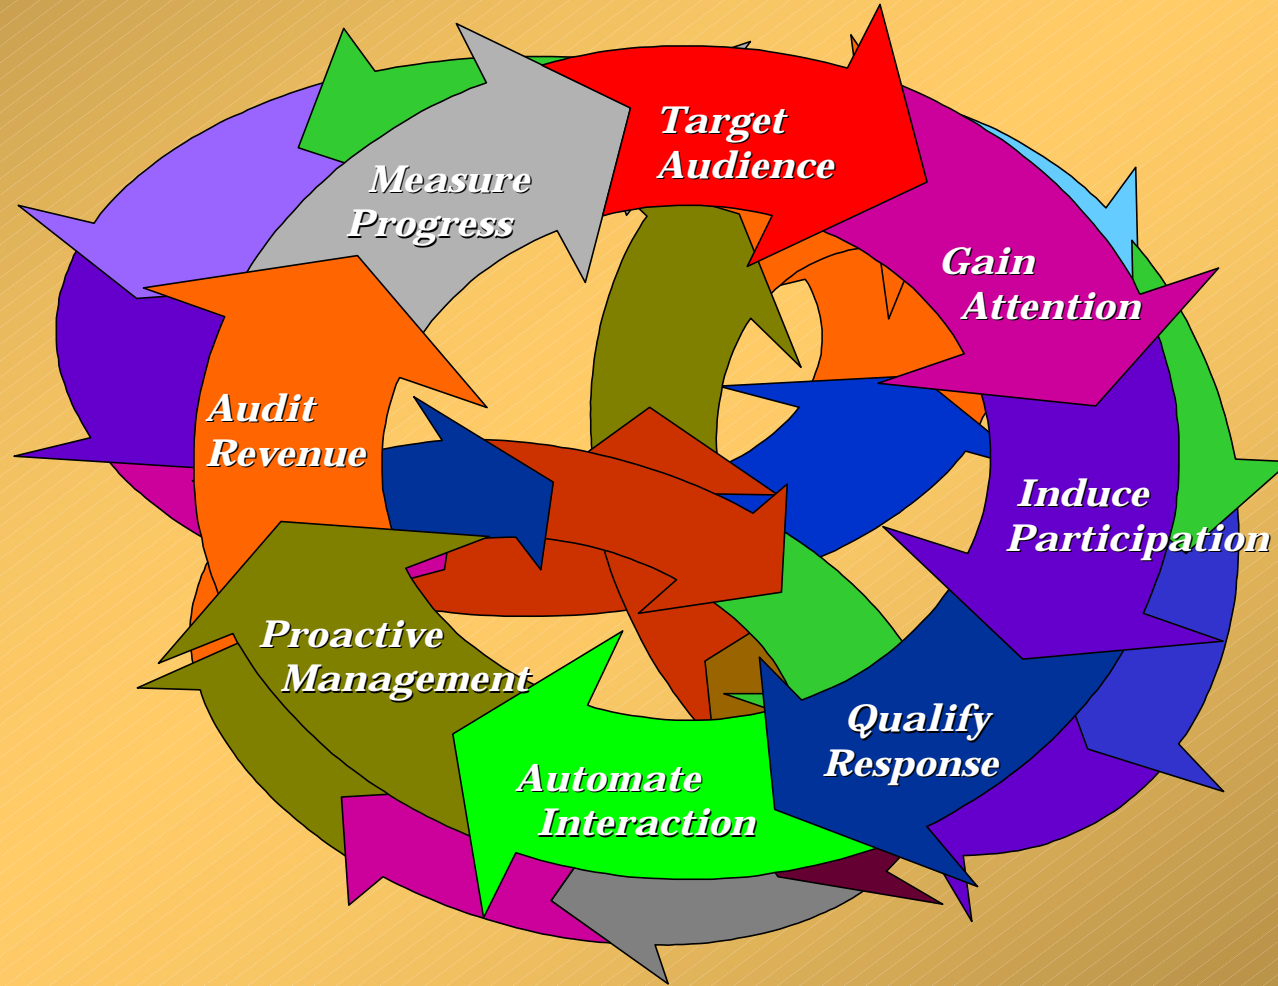 Target
Audience
Gain
Attention
Induce
Participation
Qualify
Response
Automate
Interaction
Proactive
Management
Audit
Revenue
Measure
Progress